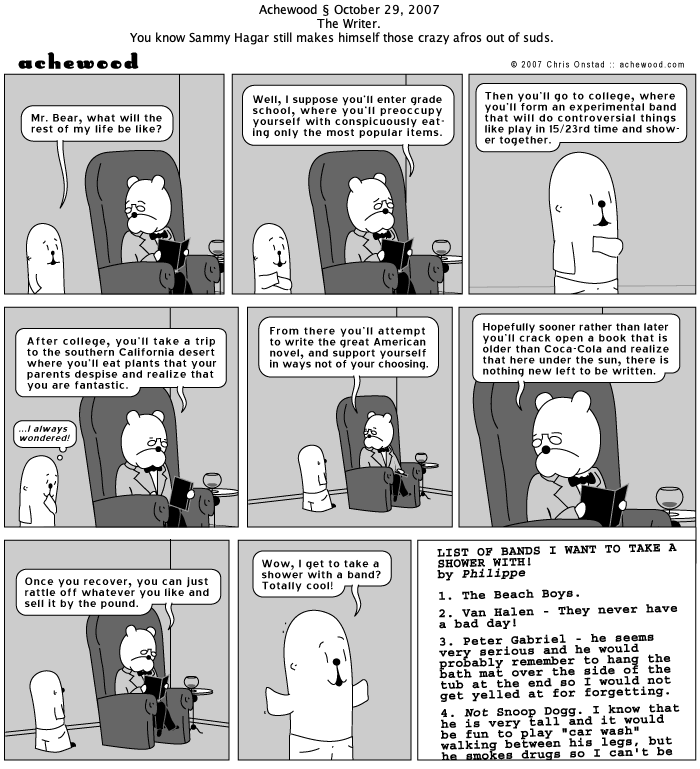 Achewood § October 29, 2007
The Writer.
You know Sammy Hagar still makes himself those crazy afros out of suds.
achewood
© 2007 Chris Onstad :: achewood.com
Mr. Bear, what will the
rest of my life be like?
Well, I suppose you'll enter grade
school, where you'll preoccupy
yourself with conspicuously eat-
ing only the most popular items.
Then you'll go to college, where
you'll form an experimental band
that will do controversial things
like play in 15/23rd time and show-
er together.
After college, you'll take a trip
to the southern California desert
where you'll eat plants that your
parents despise and realize that
you are fantastic.
...I always
wondered!
From there you'll attempt
to write the great American
novel, and support yourself
in ways not of your choosing.
Hopefully sooner rather than later
you'll crack open a book that is
older than Coca-Cola and realize
that here under the sun, there is
nothing new left to be written.
Once you recover, you can just
rattle off whatever you like and
sell it by the pound.
Wow, I get to take a
shower with a band?
Totally cool!
LIST OF BANDS I WANT TO TAKE A
SHOWER WITH!
by Philippe
1. The Beach Boys.
2. Van Halen - They never have
a bad day!
3. Peter Gabriel - he seems
very serious and he would
probably remember to hang the
bath mat over the side of the
tub at the end so I would not
get yelled at for forgetting.
4. Not Snoop Dogg. I know that
he is very tall and it would
be fun to play "car wash"
walking between his legs, but
he smokes drugs so I can't be